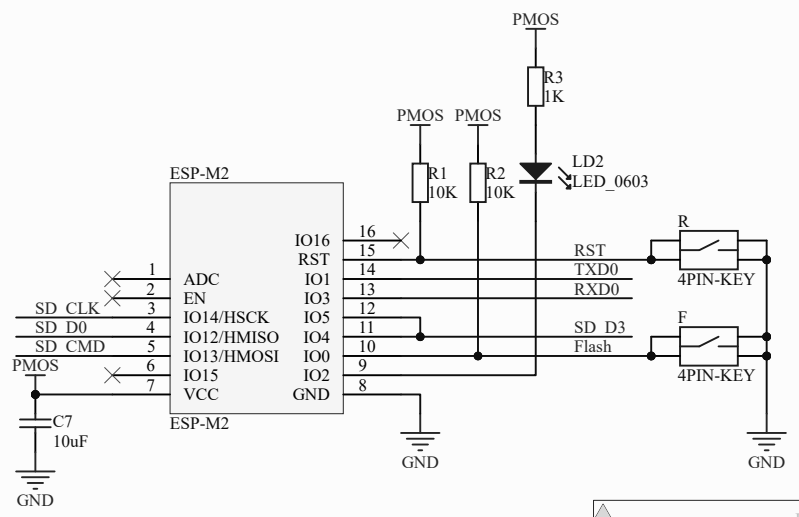 PMOS
R3
1K
PMOS
PMOS
ESP-M2
R1
10K
R2
10K
LD2
LED_0603
1 ADC
2 EN
SD_CLK 3 IO14/HSCK
SD_D0 4 IO12/HMISO
SD_CMD 5 IO13/HMOSI
6 IO15
7 VCC
IO16 16
RST 15 RST
IO1 14 TXD0
IO3 13 RXD0
IO5 12
IO4 11 SD_D3
IO0 10 Flash
IO2 9
GND 8
ESP-M2
R
4PIN-KEY
F
4PIN-KEY
PMOS
C7
10uF
GND
GND
GND